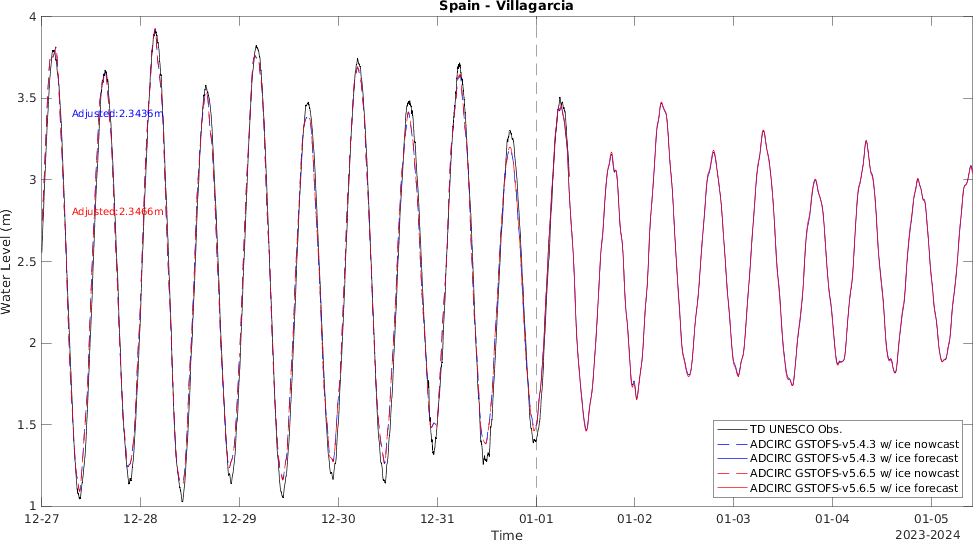 Spain - Villagarcia
4
3.5
3
2.5
2
1.5
1
Water Level (m)
Adjusted:2.3436m
Adjusted:2.3466m
TD UNESCO Obs.
ADCIRC GSTOFS-v5.4.3 w/ ice nowcast
ADCIRC GSTOFS-v5.4.3 w/ ice forecast
ADCIRC GSTOFS-v5.6.5 w/ ice nowcast
ADCIRC GSTOFS-v5.6.5 w/ ice forecast
12-27 12-28 12-29 12-30 12-31 01-01 01-02 01-03 01-04 01-05
Time
2023-2024